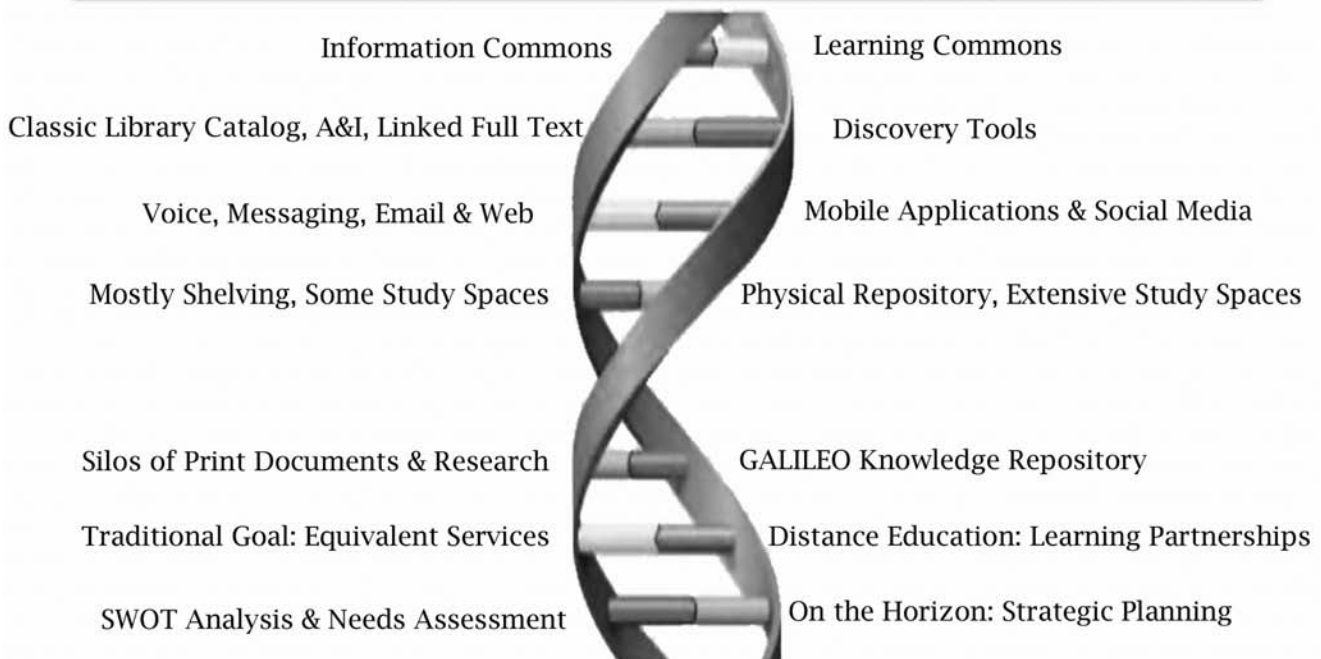 Information Commons
Learning Commons
Classic Library Catalog, A&I, Linked Full Text
Discovery Tools
Voice, Messaging, Email & Web
Mobile Applications & Social Media
Mostly Shelving, Some Study Spaces
Physical Repository, Extensive Study Spaces
Silos of Print Documents & Research
GALILEO Knowledge Repository
Traditional Goal: Equivalent Services
Distance Education: Learning Partnerships
SWOT Analysis & Needs Assessment
On the Horizon: Strategic Planning